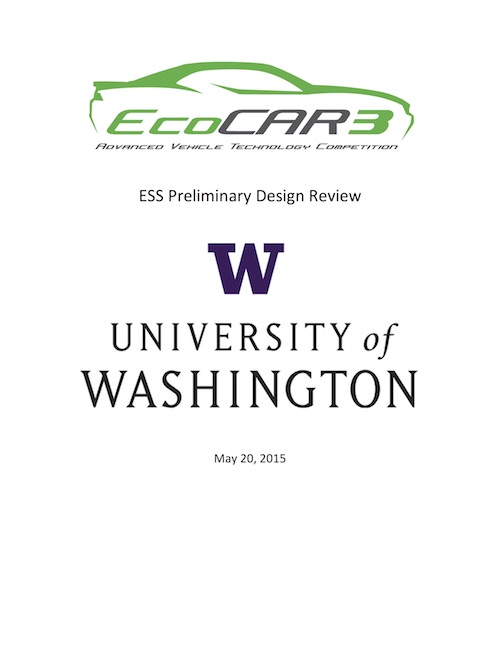 EcoCAR3
Advanced Vehicle Technology Competition
ESS Preliminary Design Review
W
UNIVERSITY of
WASHINGTON
May 20, 2015